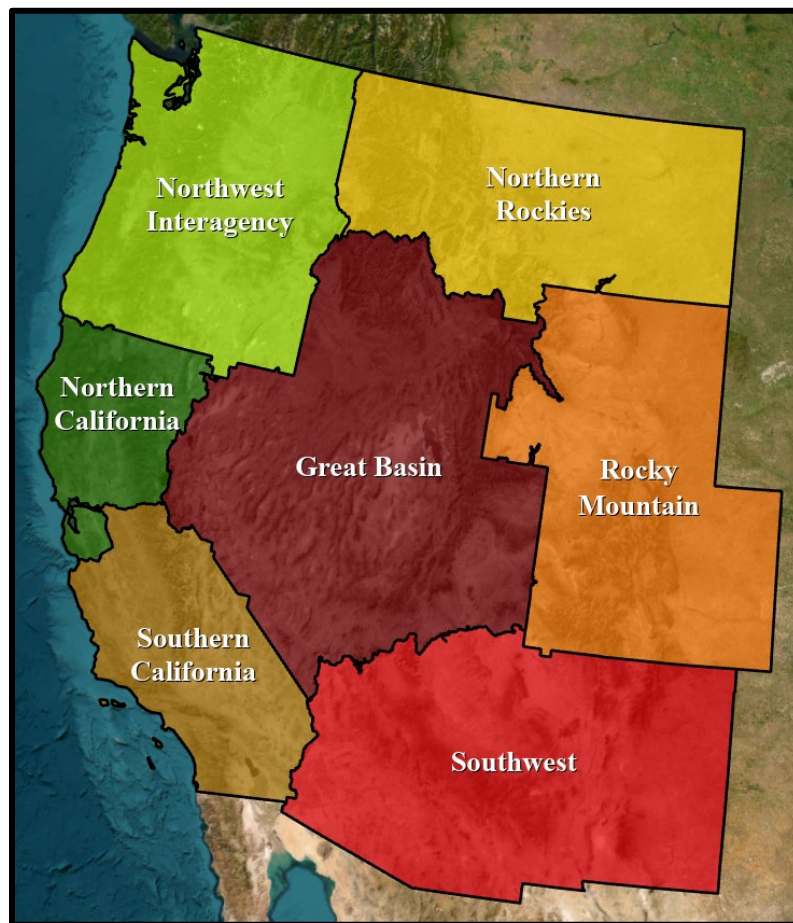 Northwest
Interagency
Northern
Rockies
Northern
California
Great Basin
Rocky
Mountain
Southern
California
Southwest